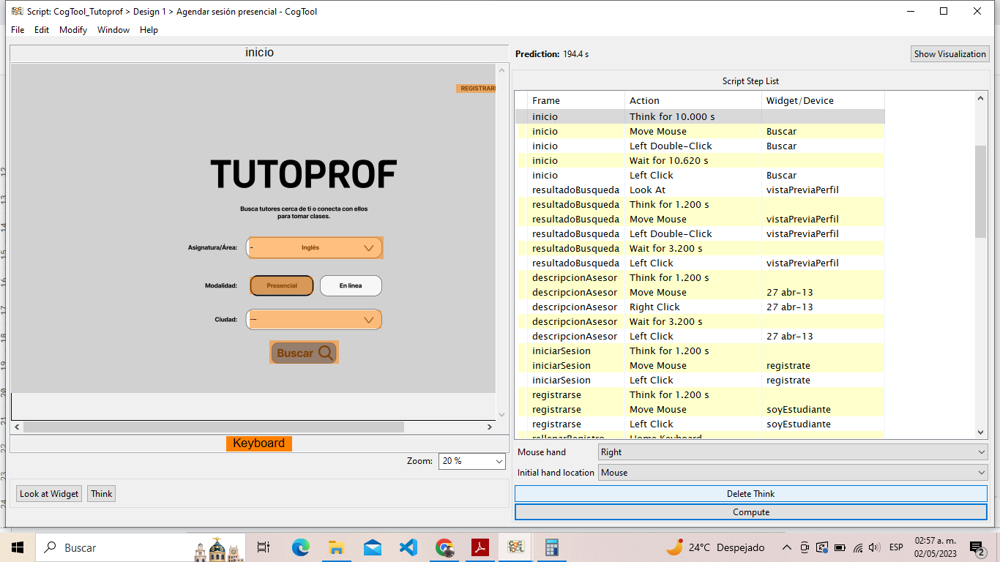 Script: CogTool_Tutoprof > Design 1 > Agendar sesión presencial - CogTool
File Edit Modify Window Help
inicio
REGISTRAR
TUTOPROF
Busca tutores cerca de ti o conecta con ellos
para tomar clases.
Asignatura/Área: - Inglés
Modalidad: Presencial En linea
Ciudad:
Buscar
Keyboard
Zoom: 20 %
Look at Widget Think
Prediction: 194.4 s Show Visualization
Script Step List
Frame Action Widget/Device
inicio Think for 10.000 s
inicio Move Mouse Buscar
inicio Left Double-Click Buscar
inicio Wait for 10.620 s
inicio Left Click Buscar
resultadoBusqueda Look At vistaPreviaPerfil
resultadoBusqueda Think for 1.200 s
resultadoBusqueda Move Mouse vistaPreviaPerfil
resultadoBusqueda Left Double-Click vistaPreviaPerfil
resultadoBusqueda Wait for 3.200 s
resultadoBusqueda Left Click vistaPreviaPerfil
descripcionAsesor Think for 1.200 s
descripcionAsesor Move Mouse 27 abr-13
descripcionAsesor Right Click 27 abr-13
descripcionAsesor Wait for 3.200 s
descripcionAsesor Left Click 27 abr-13
iniciarSesion Think for 1.200 s
iniciarSesion Move Mouse registrate
iniciarSesion Left Click registrate
registrarse Think for 1.200 s
registrarse Move Mouse soyEstudiante
registrarse Left Click soyEstudiante
rellenarRegistro Home Keyboard
Mouse hand Right
Initial hand location Mouse
Delete Think
Compute
Buscar
24°C Despejado
ESP
02:57 a. m.
02/05/2023
2